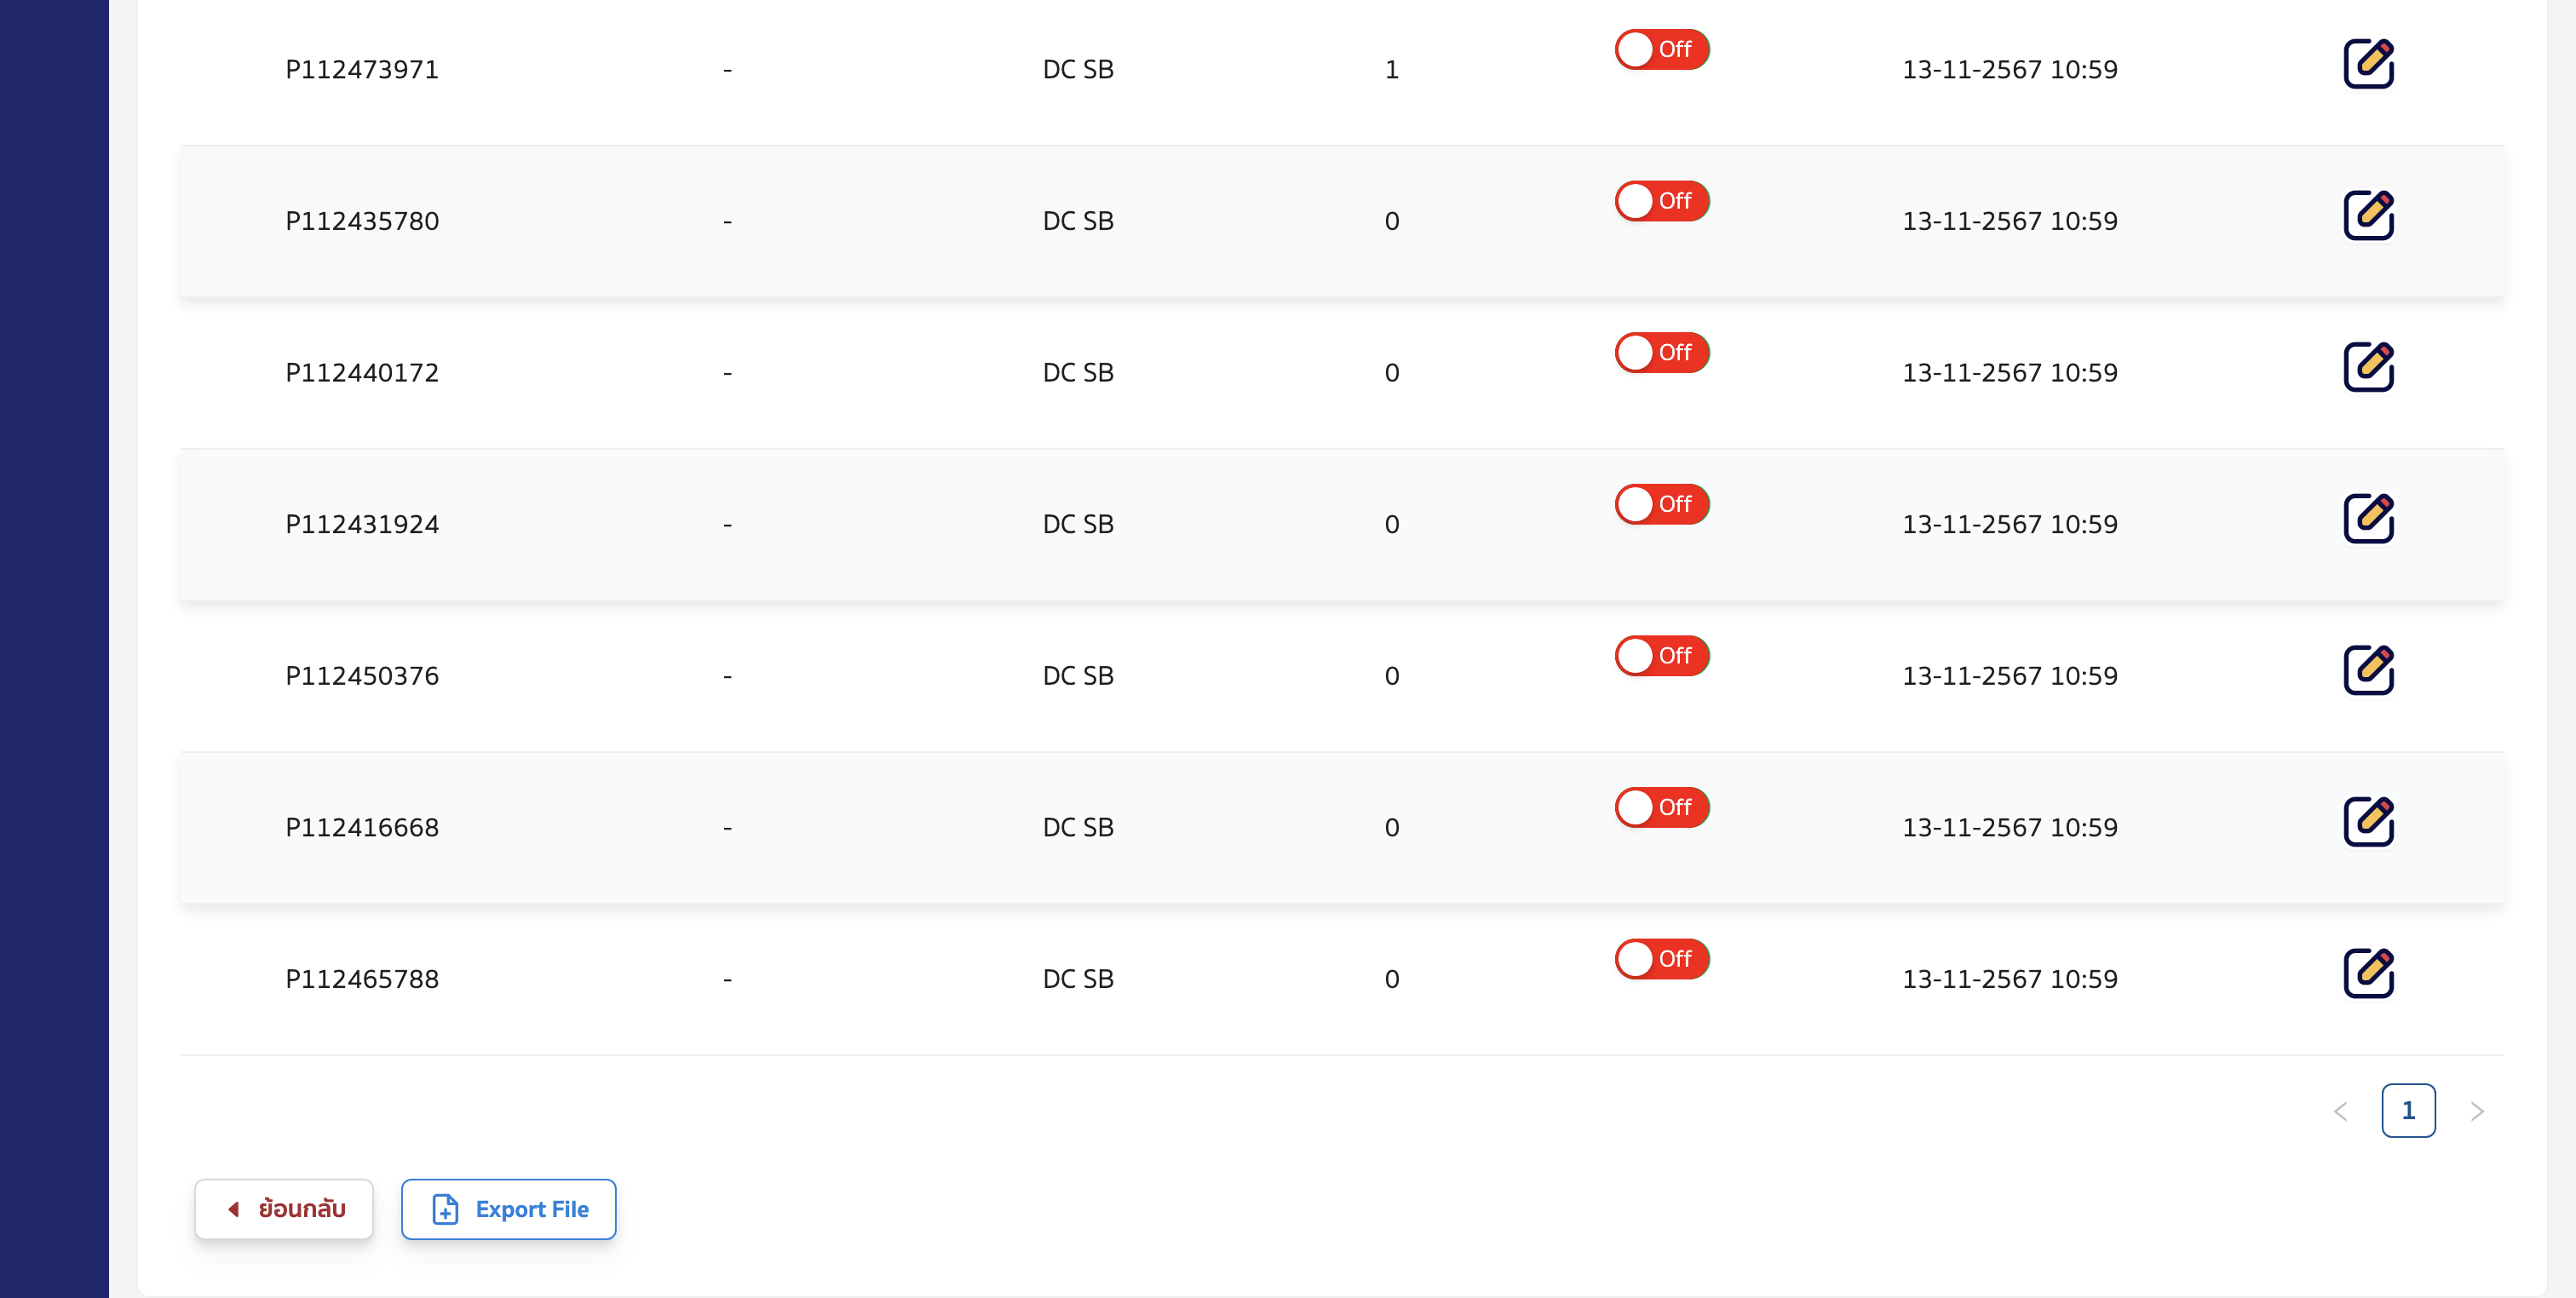 P112473971 - DC SB 1 Off 13-11-2567 10:59
P112435780 - DC SB 0 Off 13-11-2567 10:59
P112440172 - DC SB 0 Off 13-11-2567 10:59
P112431924 - DC SB 0 Off 13-11-2567 10:59
P112450376 - DC SB 0 Off 13-11-2567 10:59
P112416668 - DC SB 0 Off 13-11-2567 10:59
P112465788 - DC SB 0 Off 13-11-2567 10:59
< 1 >
ย้อนกลับ Export File